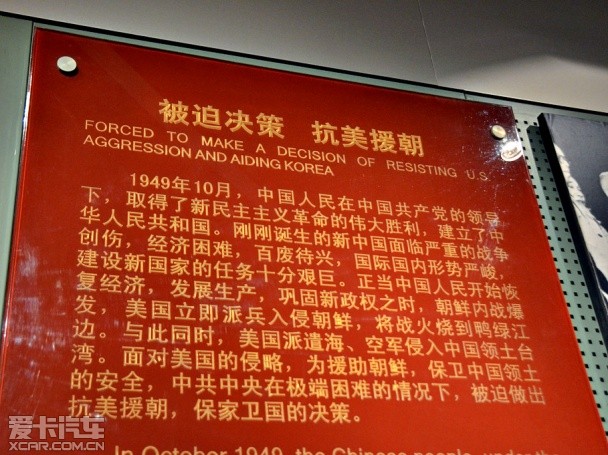 被迫决策 抗美援朝
FORCED TO MAKE A DECISION OF RESISTING U.S.
AGGRESSION AND AIDING KOREA
1949年10月，中国人民在中国共产党的领导
下，取得了新民主主义革命的伟大胜利，建立了中
华人民共和国。刚刚诞生的新中国面临严重的战争
创伤，经济困难，百废待兴，国际国内形势严峻，
建设新国家的任务十分艰巨。正当中国人民开始恢
复经济，发展生产，巩固新政权之时，朝鲜内战爆
发，美国立即派兵入侵朝鲜，将战火烧到鸭绿江
边。与此同时，美国派遣海、空军侵入中国领土台
湾。面对美国的侵略，为援助朝鲜，保卫中国领土
的安全，中共中央在极端困难的情况下，被迫做出
抗美援朝，保家卫国的决策。
In October 1949, the Chinese people, under the
爱卡汽车
XCAR.COM.CN